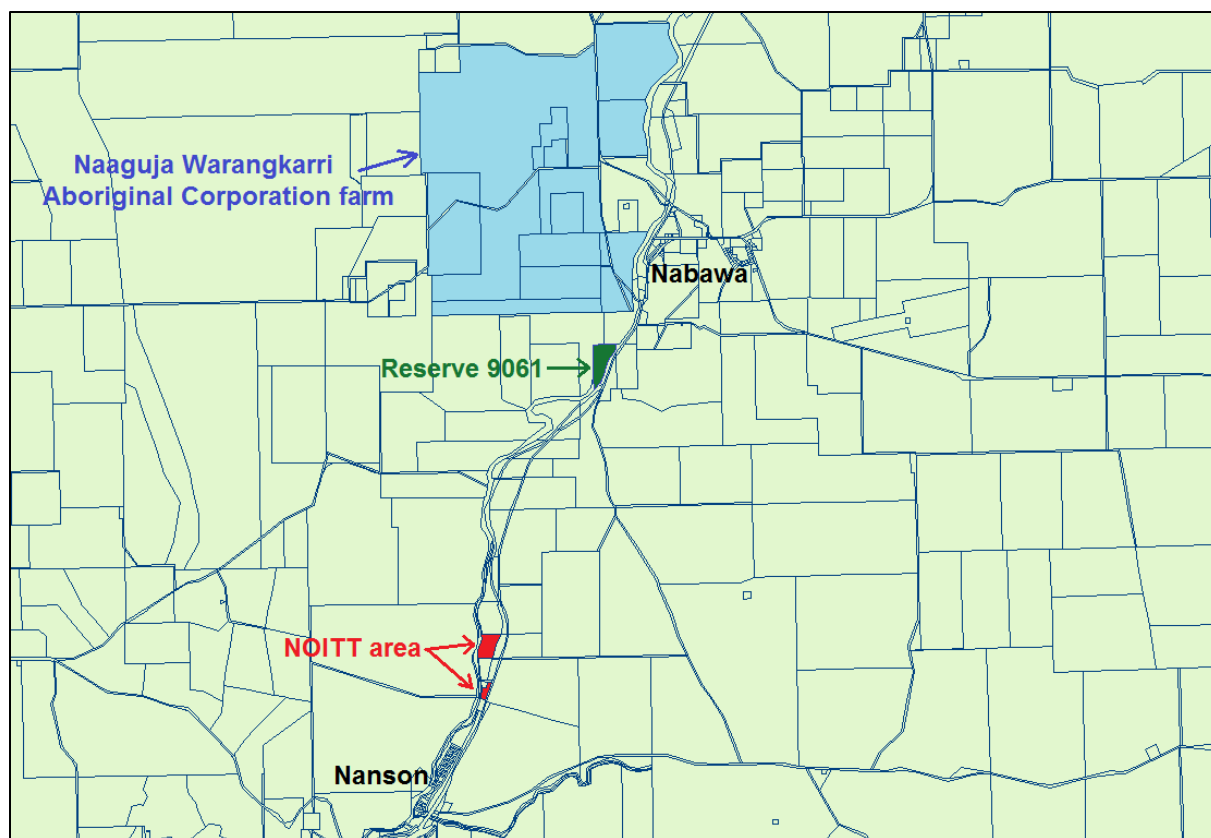 Naaguja Warangkarri
Aboriginal Corporation farm
Nabawa
Reserve 9061
NOITT area
Nanson